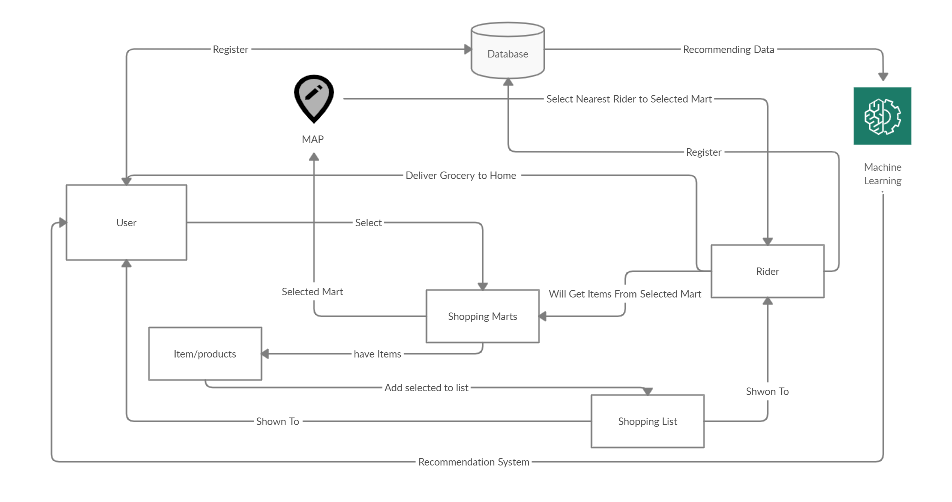 Register
Database
Recommending Data
Select Nearest Rider to Selected Mart
MAP
Register
Machine
Learning
Deliver Grocery to Home
User
Select
Rider
Selected Mart
Will Get Items From Selected Mart
Shopping Marts
Item/products
have Items
Add selected to list
Shwon To
Shown To
Shopping List
Recommendation System